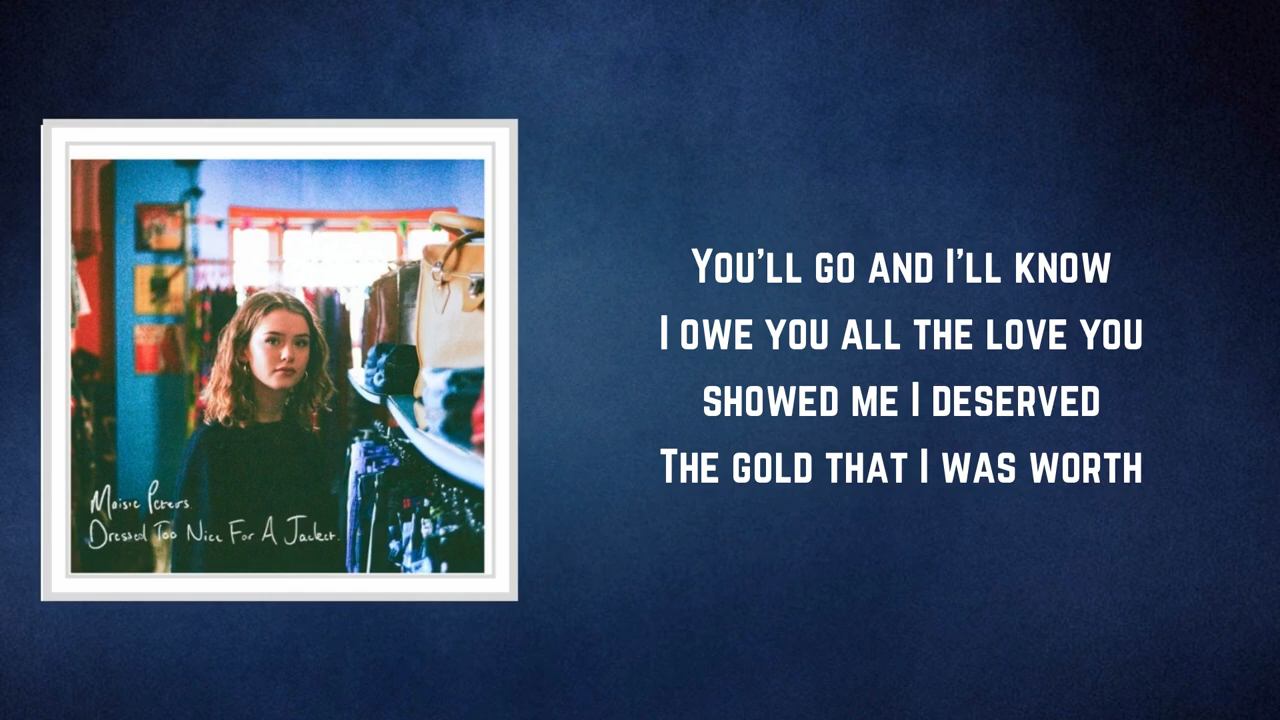 Maisie Peters.
Dressed Too Nice For A Jacket.
You'll go and I'll know
I owe you all the love you
showed me I deserved
The gold that I was worth